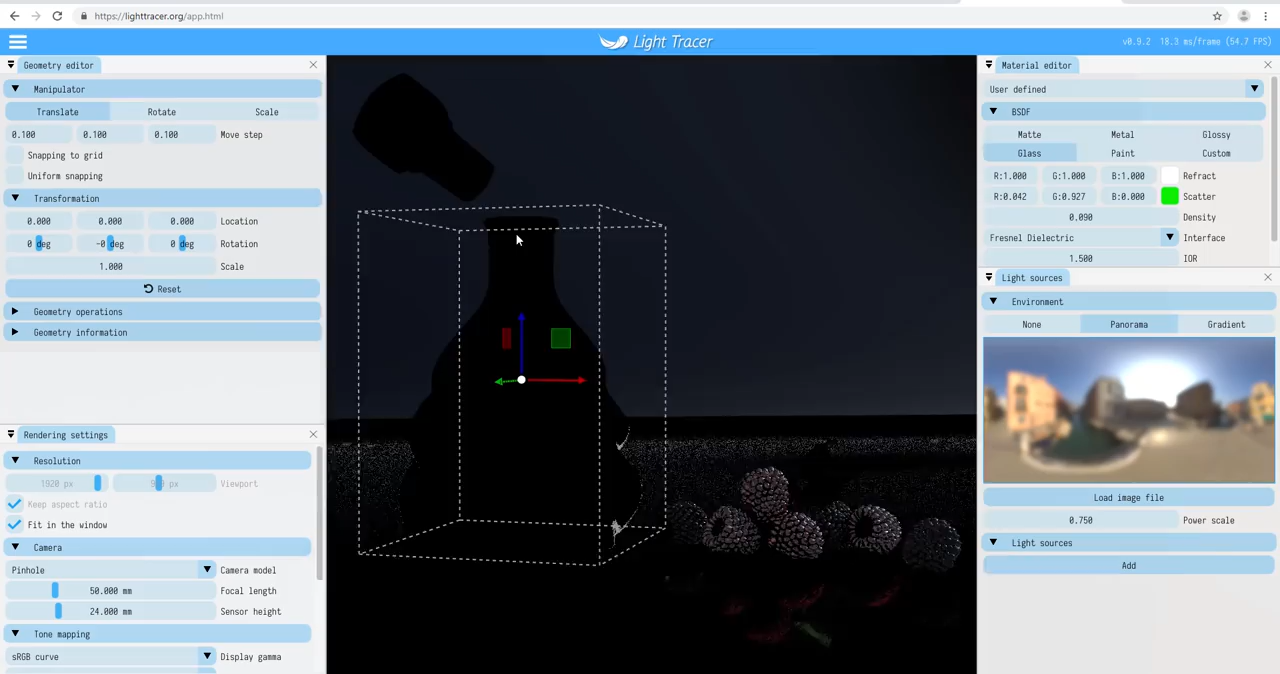 https://lighttracer.org/app.html
Light Tracer
v0.9.2 18.3 ms/frame (54.7 FPS)
Geometry editor
Manipulator
Translate Rotate Scale
0.100 0.100 0.100 Move step
Snapping to grid
Uniform snapping
Transformation
0.000 0.000 0.000 Location
0 deg -0 deg 0 deg Rotation
1.000 Scale
Reset
Geometry operations
Geometry information
Rendering settings
Resolution
1920 px px Viewport
Keep aspect ratio
Fit in the window
Camera
Pinhole Camera model
50.000 mm Focal length
24.000 mm Sensor height
Tone mapping
sRGB curve Display gamma
Material editor
User defined
BSDF
Matte Metal Glossy
Glass Paint Custom
R:1.000 G:1.000 B:1.000 Refract
R:0.042 G:0.927 B:0.000 Scatter
0.090 Density
Fresnel Dielectric Interface
1.500 IOR
Light sources
Environment
None Panorama Gradient
Load image file
0.750 Power scale
Light sources
Add